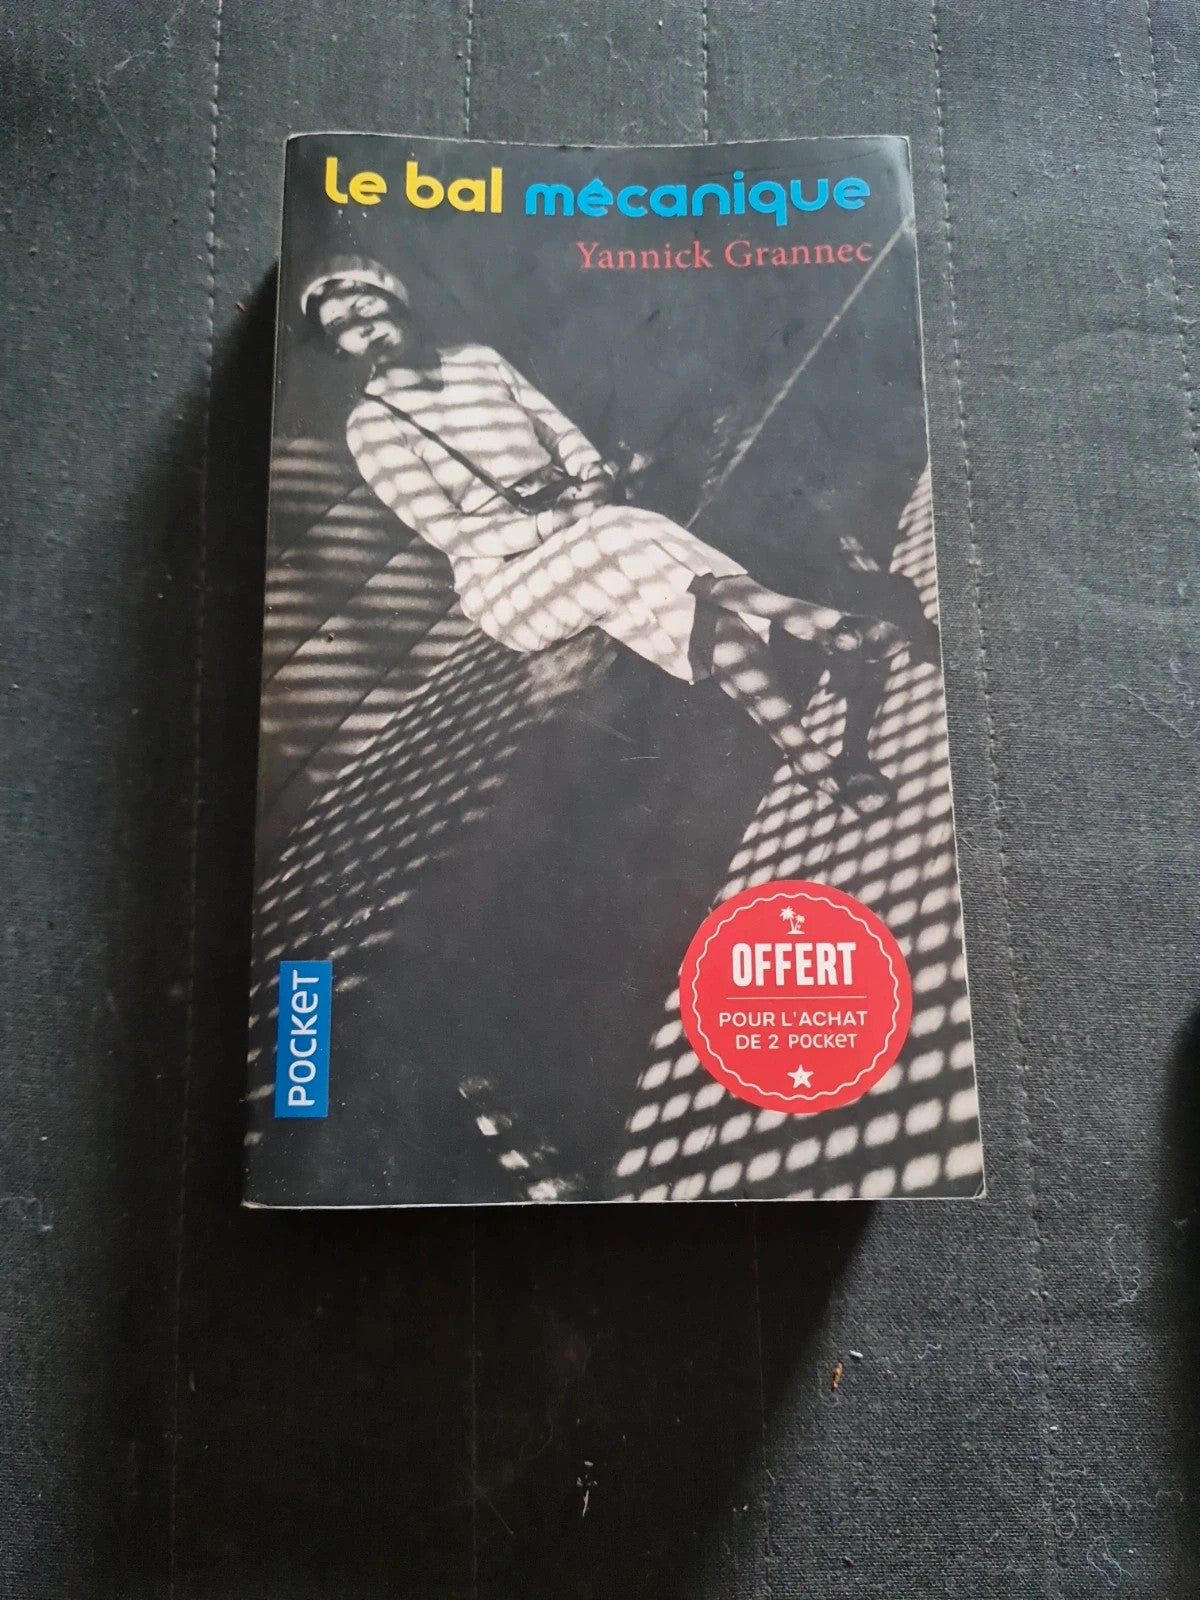 Le bal mécanique
Yannick Grannec
OFFERT
POUR L'ACHAT
DE 2 POCKET
POCKET